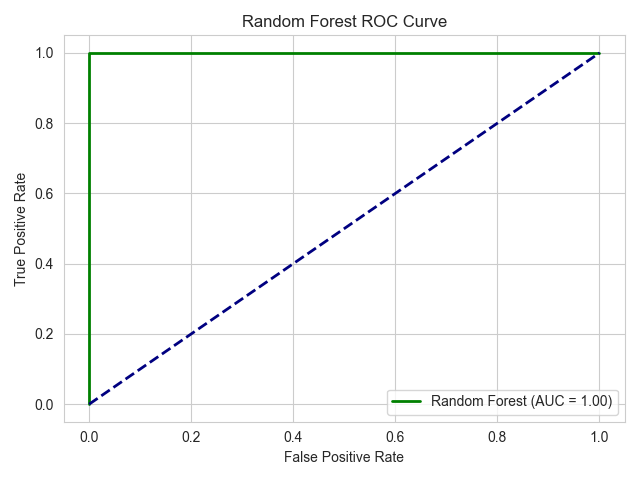 Random Forest ROC Curve
True Positive Rate
1.0
0.8
0.6
0.4
0.2
0.0
Random Forest (AUC = 1.00)
0.0 0.2 0.4 0.6 0.8 1.0
False Positive Rate